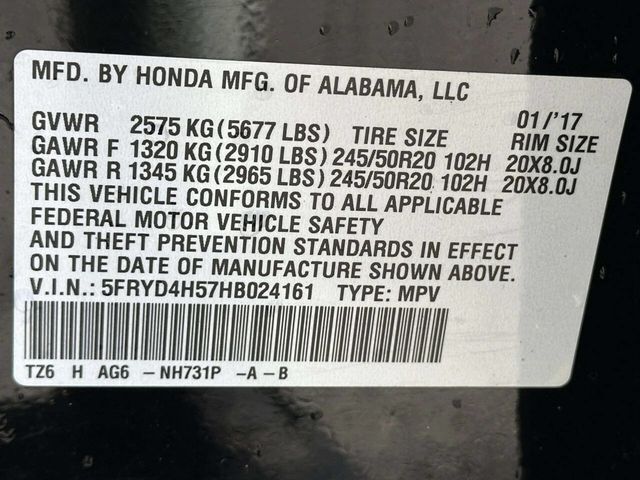 MFD. BY HONDA MFG. OF ALABAMA, LLC
01/'17
GVWR 2575 KG(5677 LBS) TIRE SIZE RIM SIZE
GAWR F 1320 KG(2910 LBS) 245/50R20 102H 20X8.0J
GAWR R 1345 KG(2965 LBS) 245/50R20 102H 20X8.0J
THIS VEHICLE CONFORMS TO ALL APPLICABLE
FEDERAL MOTOR VEHICLE SAFETY
AND THEFT PREVENTION STANDARDS IN EFFECT
ON THE DATE OF MANUFACTURE SHOWN ABOVE.
V.I.N.: 5FRYD4H57HB024161 TYPE: MPV
TZ6 H AG6 - NH731P -A - B